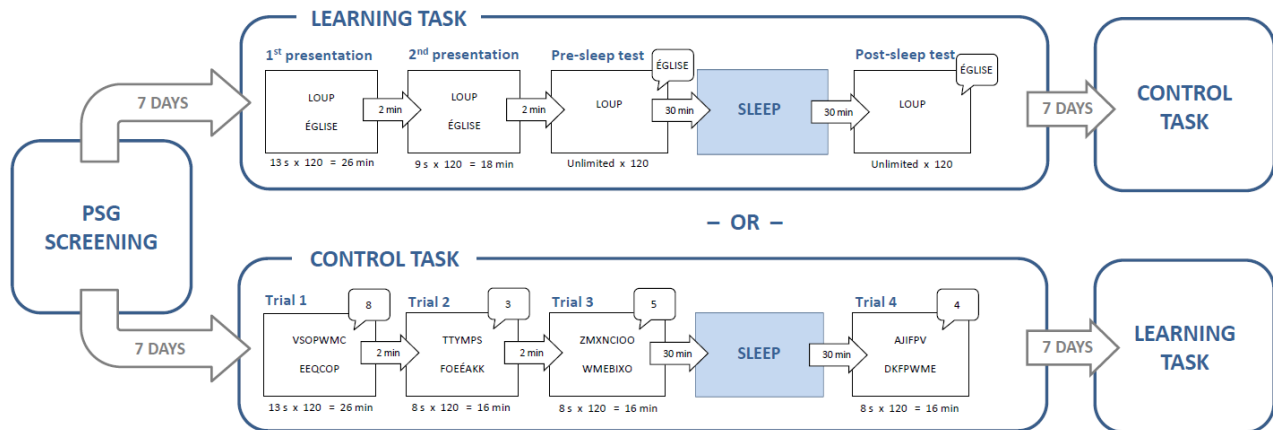 LEARNING TASK
1st presentation
2nd presentation
Pre-sleep test
Post-sleep test
ÉGLISE
ÉGLISE
7 DAYS
LOUP
ÉGLISE
2 min
LOUP
ÉGLISE
2 min
LOUP
30 min
SLEEP
30 min
LOUP
7 DAYS
CONTROL
TASK
13 s x 120 = 26 min
9 s x 120 = 18 min
Unlimited x 120
Unlimited x 120
PSG
SCREENING
– OR –
CONTROL TASK
Trial 1
8
Trial 2
3
Trial 3
5
Trial 4
4
7 DAYS
VSOPWMC
EEQCOP
2 min
TTYMPS
FOEÉAKK
2 min
ZMXNCIOO
WMEBIXO
30 min
SLEEP
30 min
AJIFPV
DKFPWME
7 DAYS
LEARNING
TASK
13 s x 120 = 26 min
8 s x 120 = 16 min
8 s x 120 = 16 min
8 s x 120 = 16 min